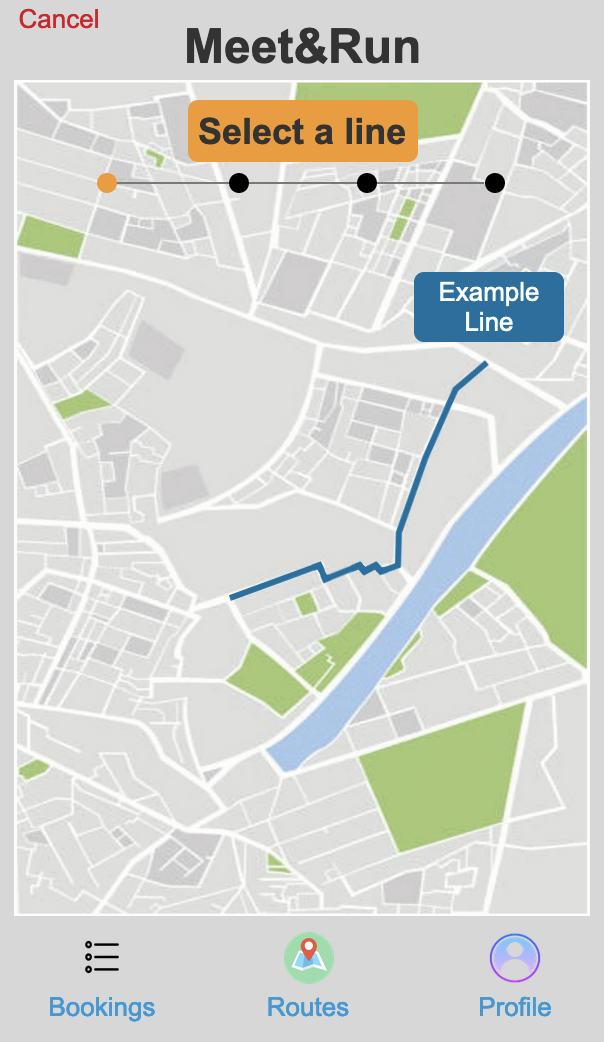 Cancel
Meet&Run
Select a line
Example
Line
Bookings
Routes
Profile